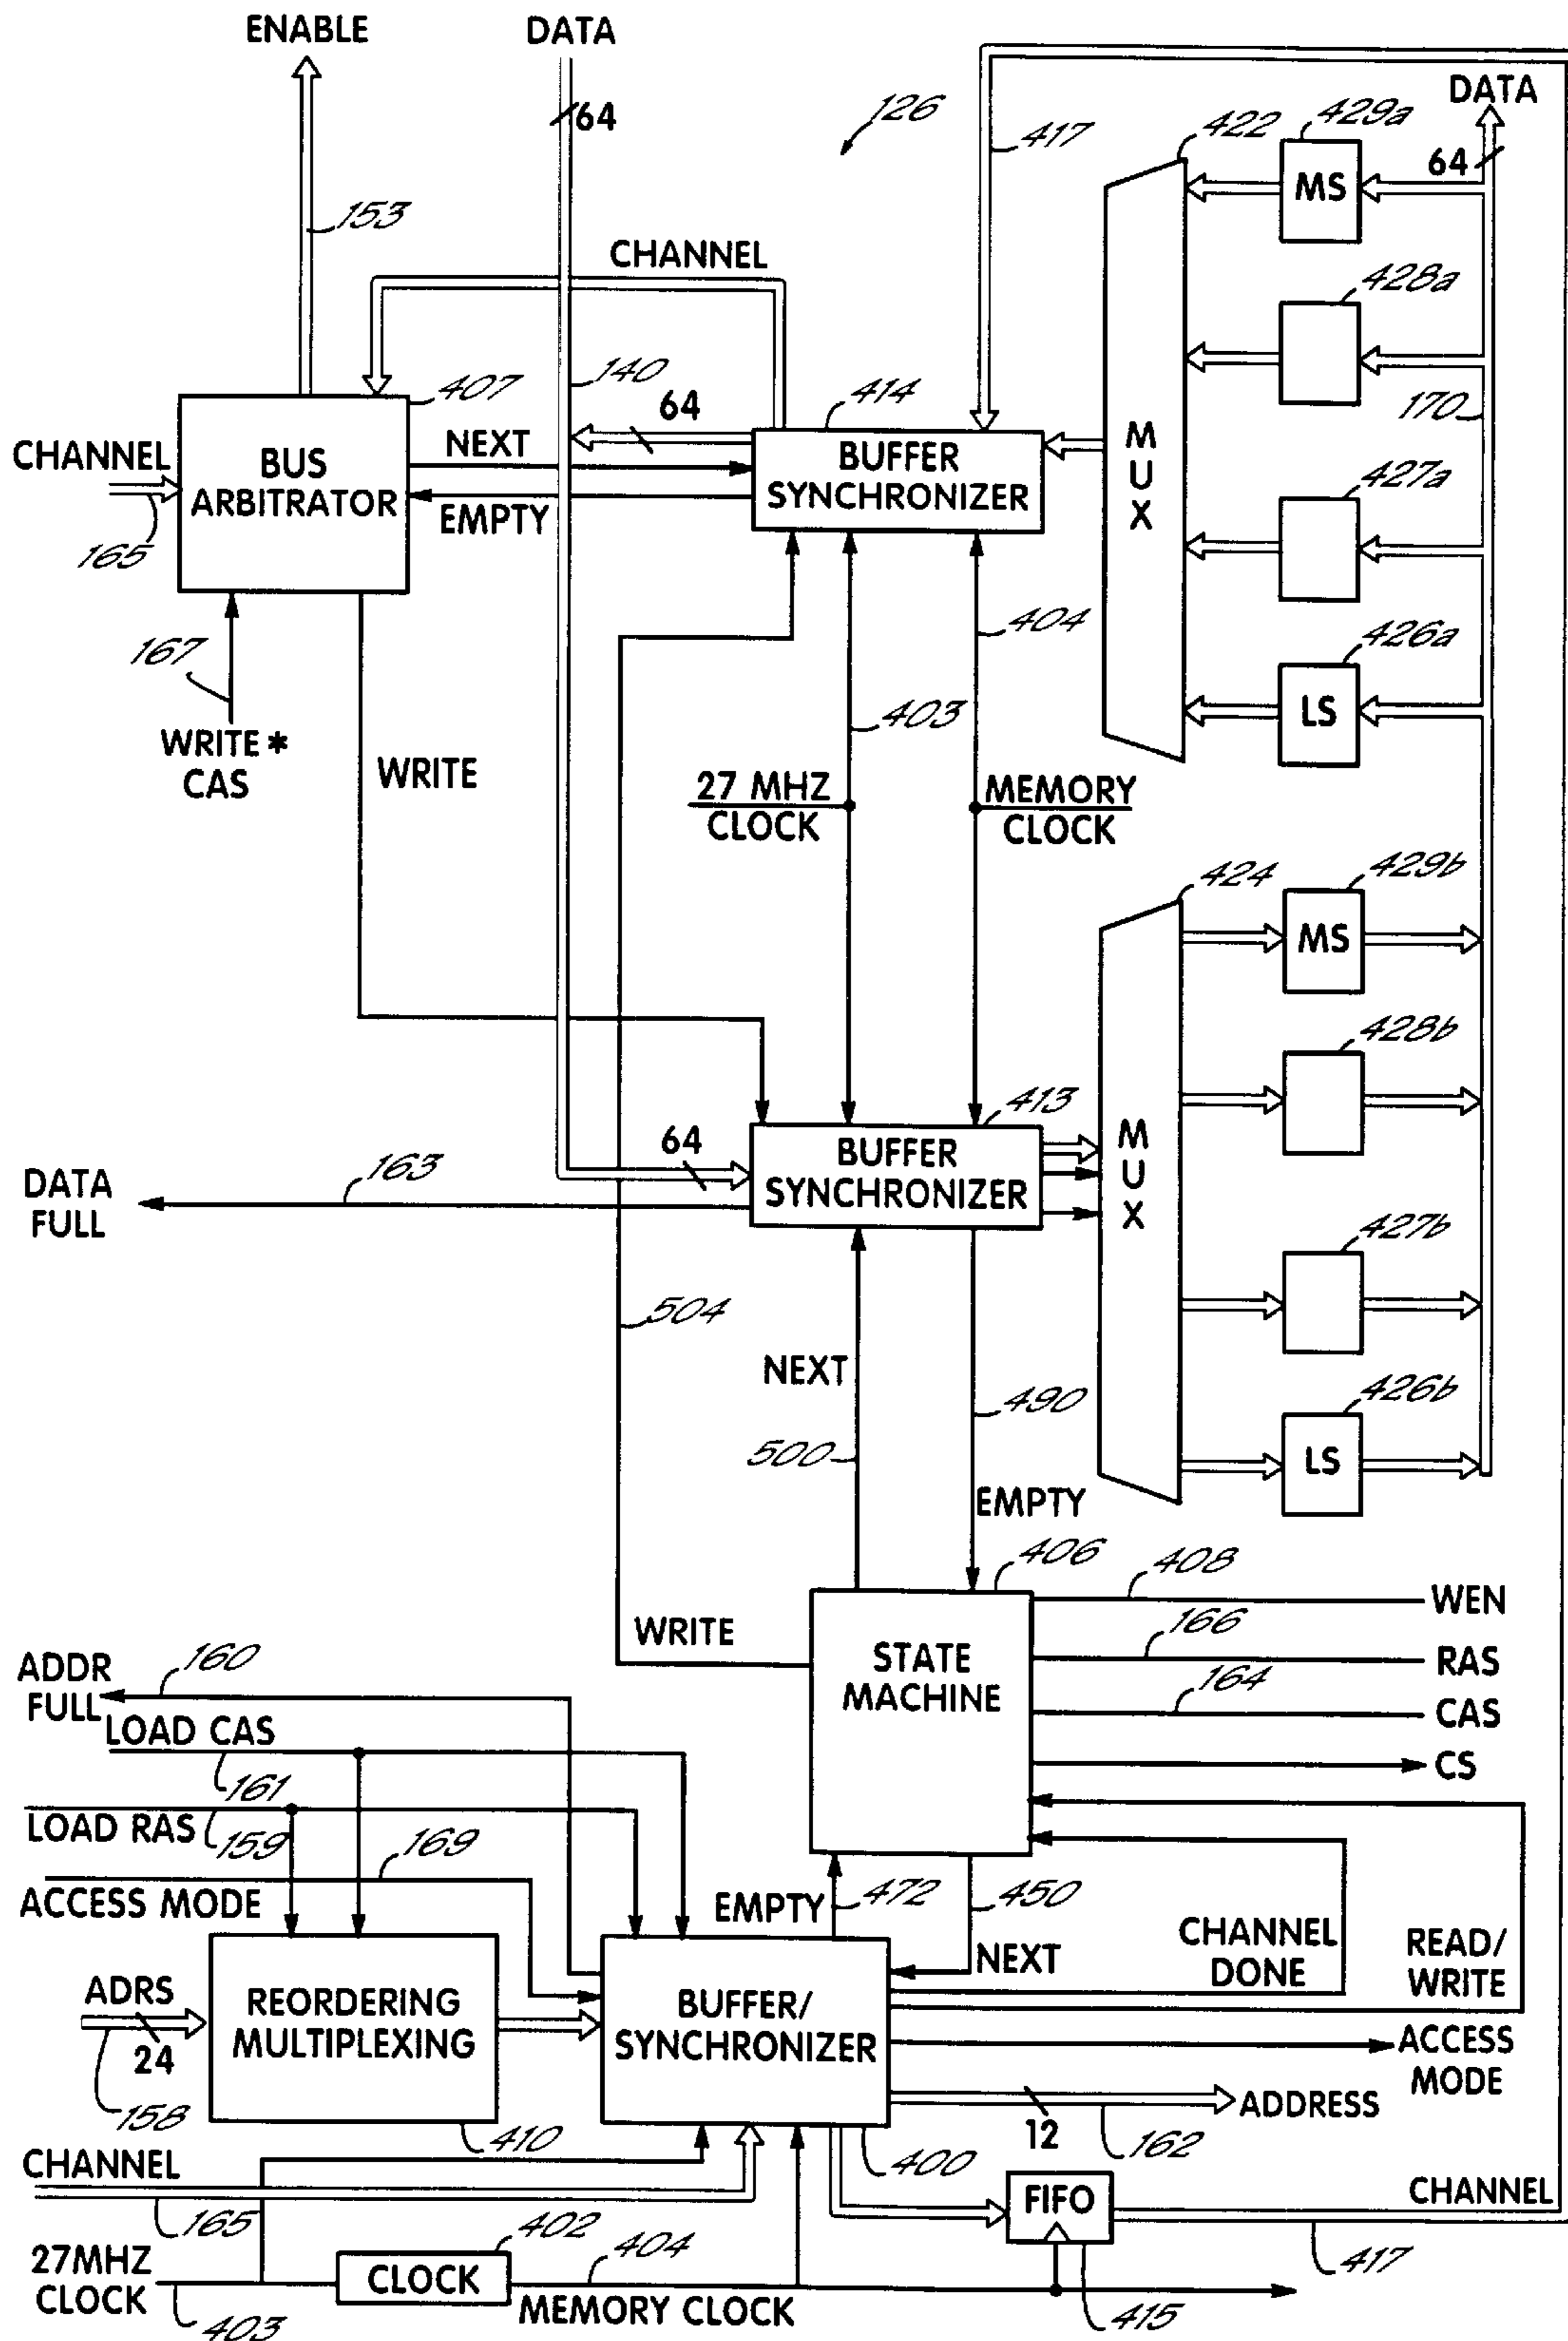 ENABLE
DATA
64
126
417
422
429a
DATA
64
MS
153
CHANNEL
428a
407
140
64
414
170
CHANNEL
BUS
ARBITRATOR
NEXT
EMPTY
BUFFER
SYNCHRONIZER
MUX
427a
165
167
WRITE *
CAS
WRITE
404
403
426a
LS
27 MHZ
CLOCK
MEMORY
CLOCK
424
429b
MS
428b
413
64
DATA
FULL
163
BUFFER
SYNCHRONIZER
MUX
427b
504
NEXT
490
500
426b
LS
EMPTY
406
408
WEN
WRITE
STATE
MACHINE
166
RAS
164
CAS
CS
ADDR
FULL
160
LOAD CAS
161
LOAD RAS
159
169
ACCESS MODE
EMPTY
472
450
NEXT
CHANNEL
DONE
READ/
WRITE
ADRS
24
158
REORDERING
MULTIPLEXING
410
BUFFER/
SYNCHRONIZER
ACCESS
MODE
ADDRESS
12
162
400
CHANNEL
165
FIFO
CHANNEL
417
415
27MHZ
CLOCK
403
402
CLOCK
404
MEMORY CLOCK